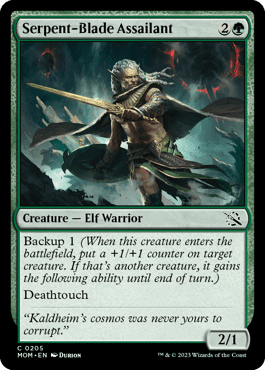 Serpent-Blade Assailant 2
Creature — Elf Warrior
Backup 1 (When this creature enters the
battlefield, put a +1/+1 counter on target
creature. If that's another creature, it gains
the following ability until end of turn.)
Deathtouch
"Kaldheim's cosmos was never yours to
corrupt."
2/1
C 0205
MOM • EN Durion
™ & © 2023 Wizards of the Coast